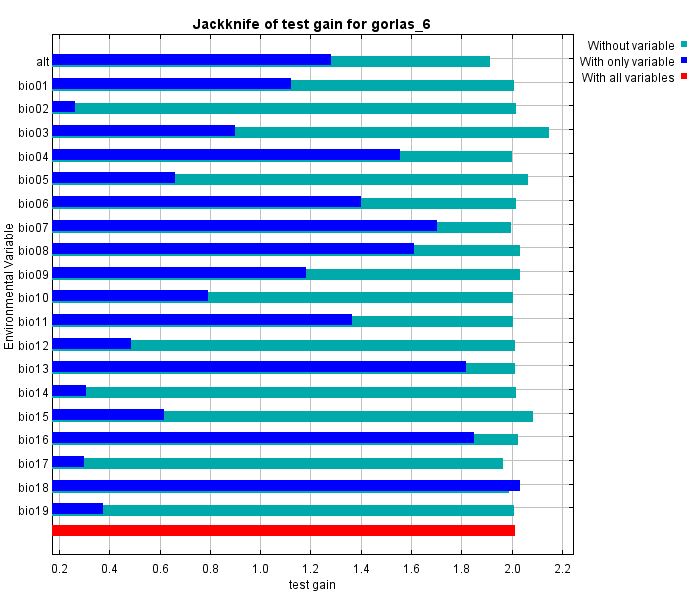 Jackknife of test gain for gorlas_6
Without variable
With only variable
With all variables
Environmental Variable
alt
bio01
bio02
bio03
bio04
bio05
bio06
bio07
bio08
bio09
bio10
bio11
bio12
bio13
bio14
bio15
bio16
bio17
bio18
bio19
0.2 0.4 0.6 0.8 1.0 1.2 1.4 1.6 1.8 2.0 2.2
test gain